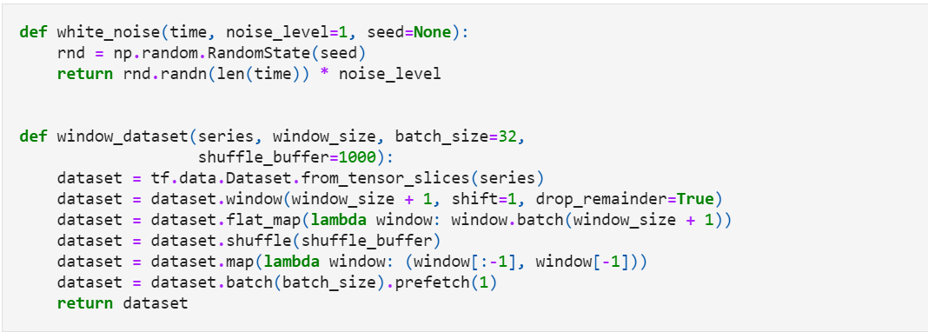 def white_noise(time, noise_level=1, seed=None):
    rnd = np.random.RandomState(seed)
    return rnd.randn(len(time)) * noise_level


def window_dataset(series, window_size, batch_size=32,
                   shuffle_buffer=1000):
    dataset = tf.data.Dataset.from_tensor_slices(series)
    dataset = dataset.window(window_size + 1, shift=1, drop_remainder=True)
    dataset = dataset.flat_map(lambda window: window.batch(window_size + 1))
    dataset = dataset.shuffle(shuffle_buffer)
    dataset = dataset.map(lambda window: (window[:-1], window[-1]))
    dataset = dataset.batch(batch_size).prefetch(1)
    return dataset